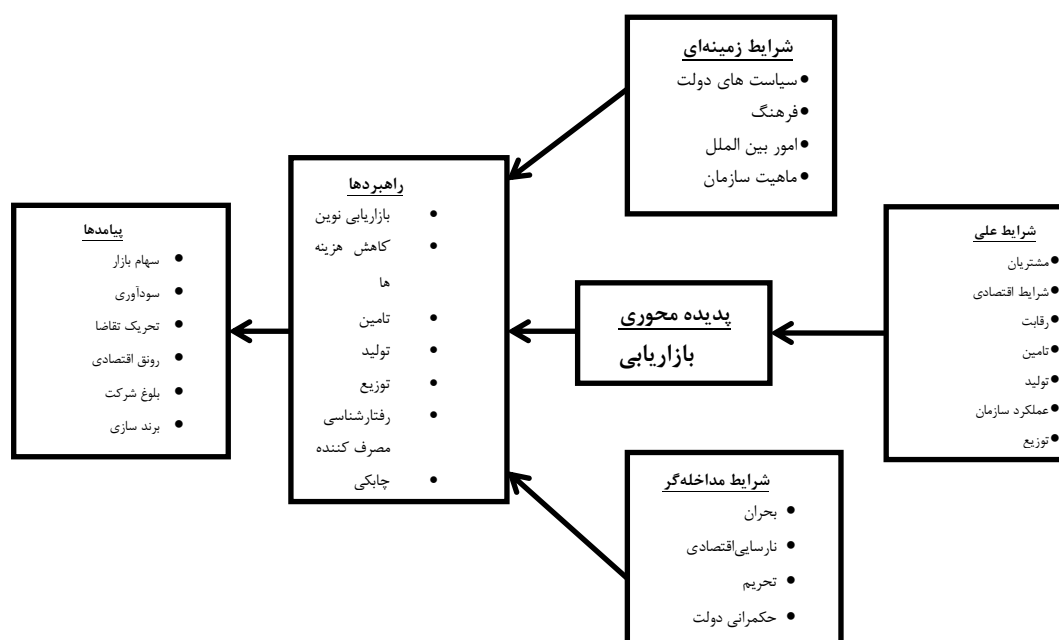 شرایط زمینه‌ای
• سیاست های دولت
• فرهنگ
• امور بین الملل
• ماهیت سازمان
شرایط علی
• مشتریان
• شرایط اقتصادی
• رقابت
• تامین
• تولید
• عملکرد سازمان
• توزیع
پدیده محوری
بازاریابی
شرایط مداخله‌گر
• بحران
• نارسایی‌اقتصادی
• تحریم
• حکمرانی دولت
راهبردها
• بازاریابی نوین
• کاهش هزینه
ها
• تامین
• تولید
• توزیع
• رفتارشناسی
مصرف کننده
• چابکی
پیامدها
• سهام بازار
• سودآوری
• تحریک تقاضا
• رونق اقتصادی
• بلوغ شرکت
• برند سازی